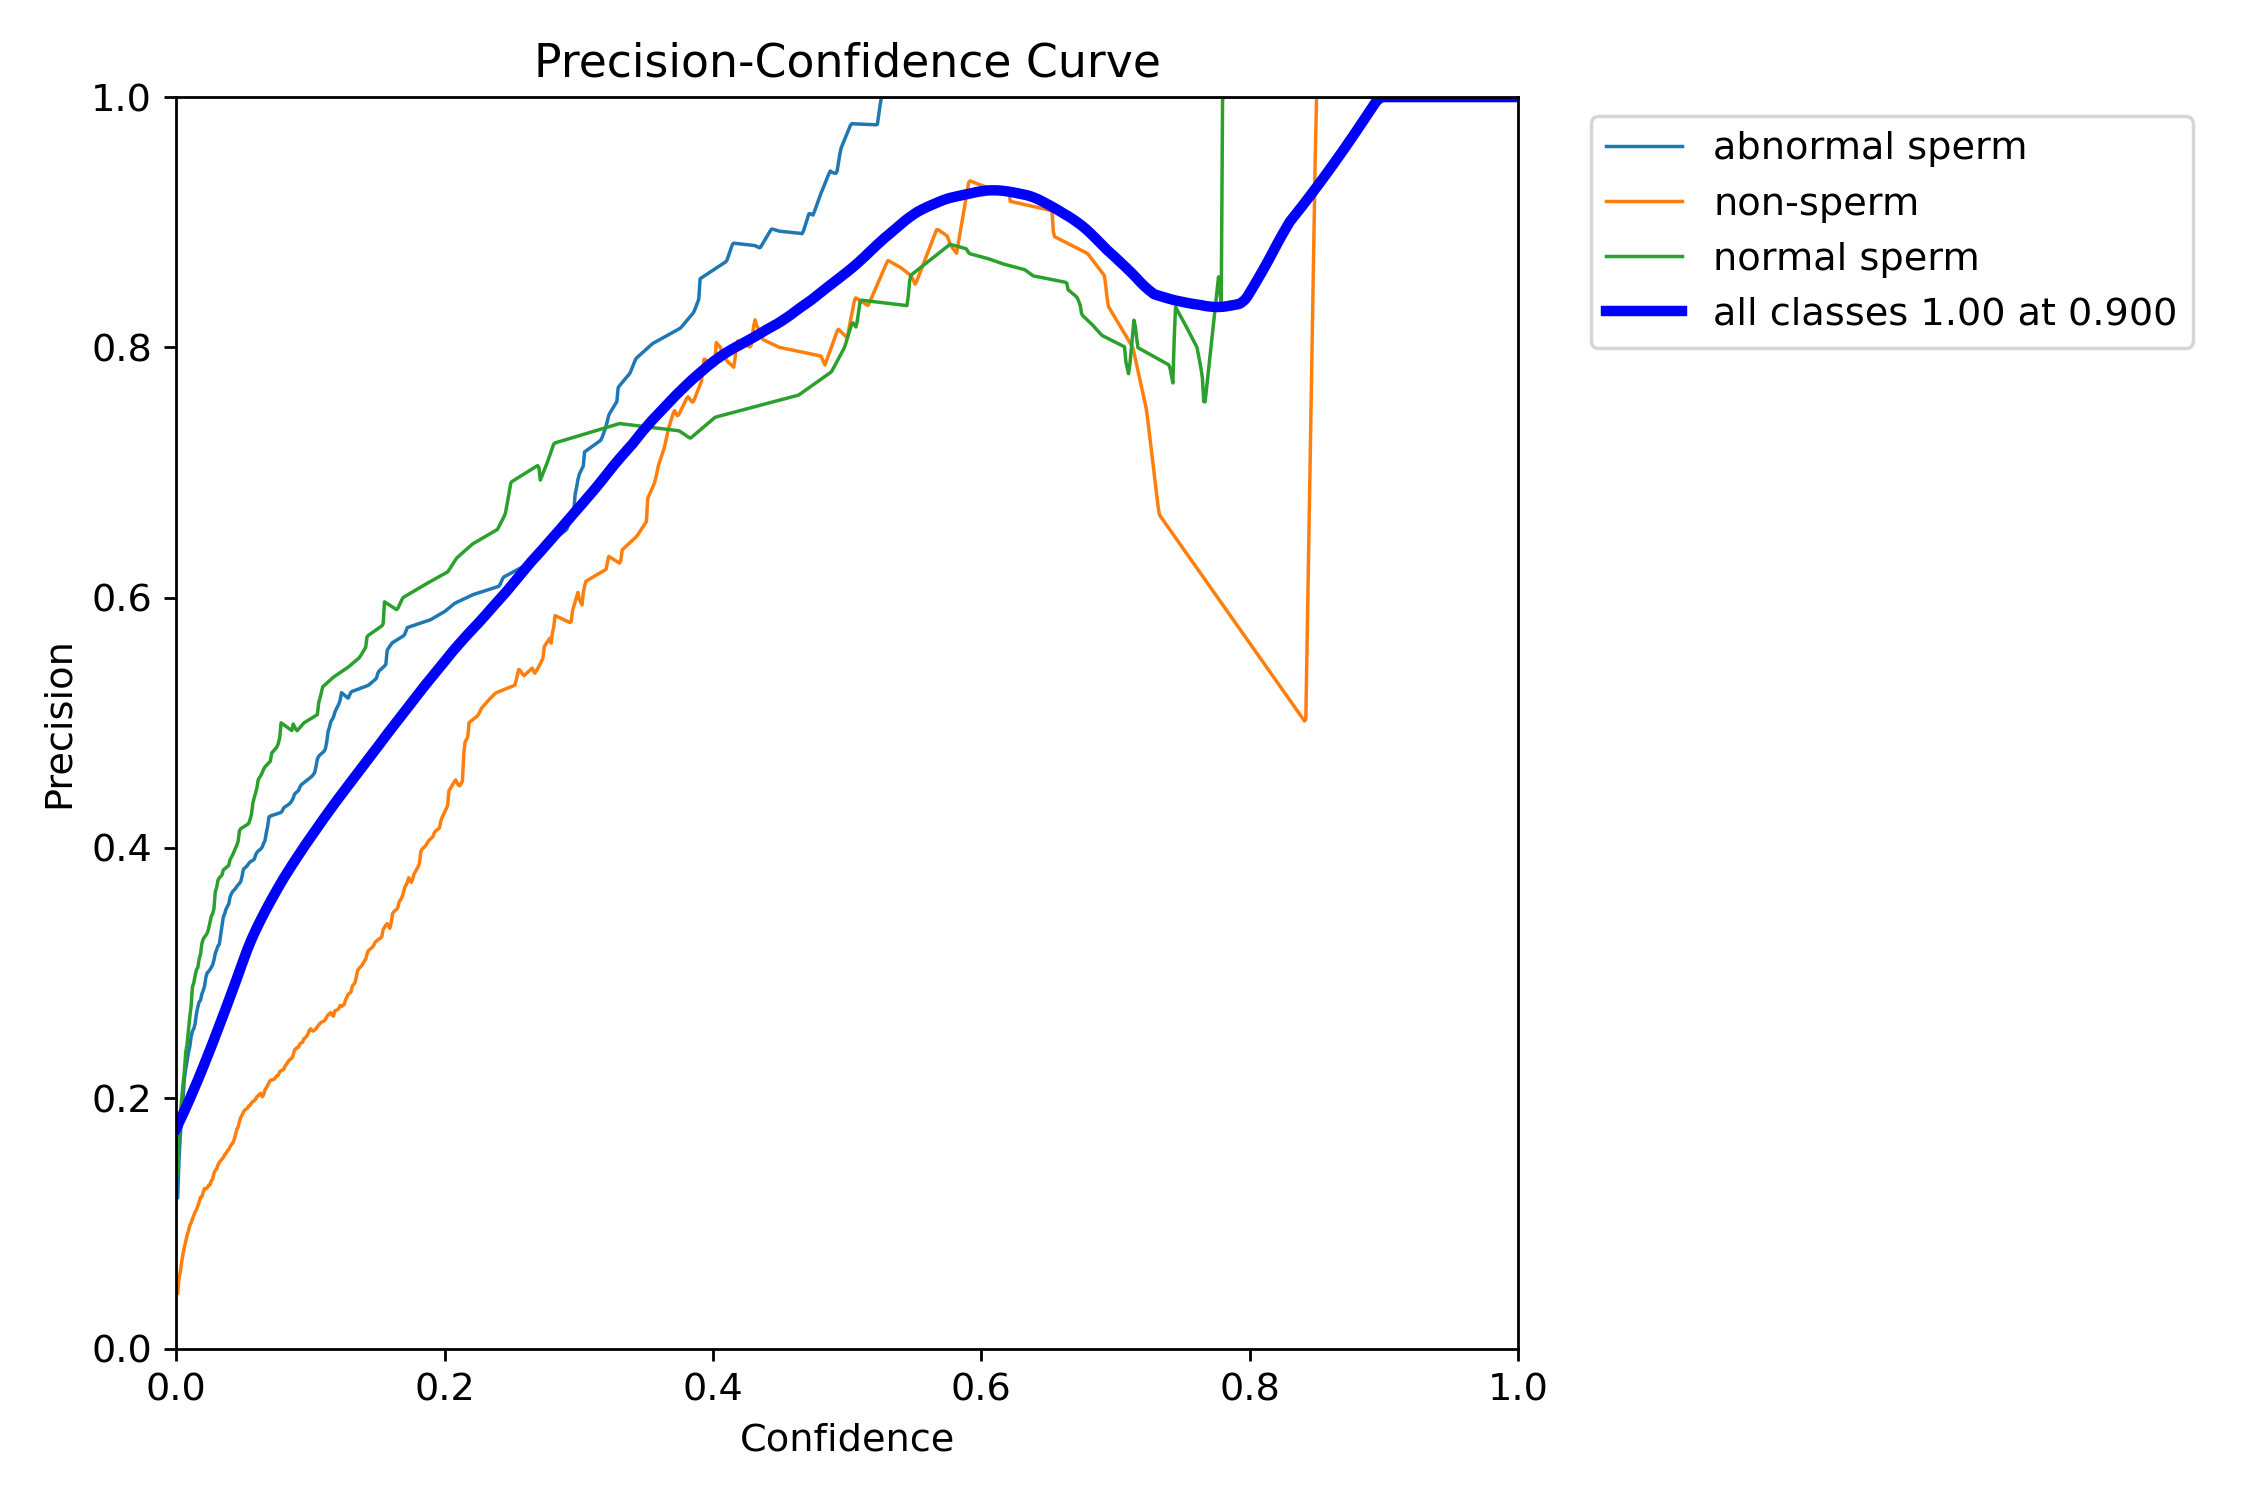 Precision-Confidence Curve
1.0
0.8
0.6
0.4
0.2
0.0
Precision
0.0 0.2 0.4 0.6 0.8 1.0
Confidence
abnormal sperm
non-sperm
normal sperm
all classes 1.00 at 0.900